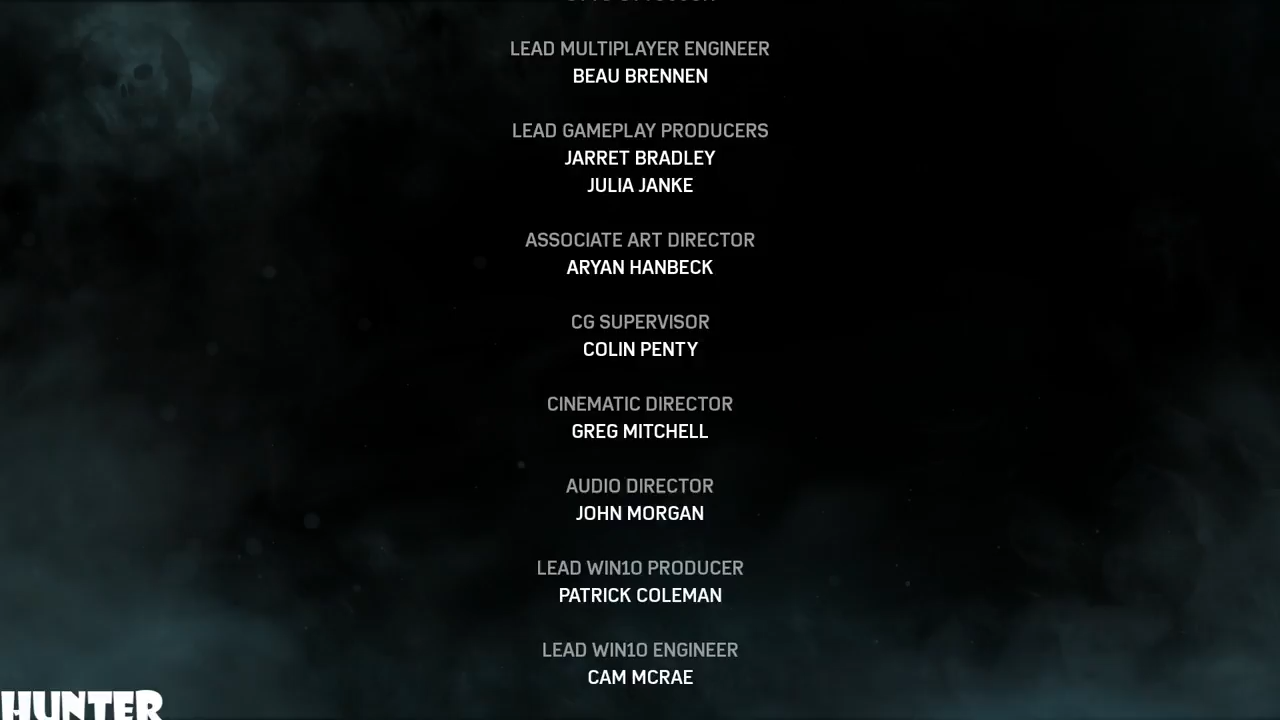 LEAD MULTIPLAYER ENGINEER
BEAU BRENNEN
LEAD GAMEPLAY PRODUCERS
JARRET BRADLEY
JULIA JANKE
ASSOCIATE ART DIRECTOR
ARYAN HANBECK
CG SUPERVISOR
COLIN PENTY
CINEMATIC DIRECTOR
GREG MITCHELL
AUDIO DIRECTOR
JOHN MORGAN
LEAD WIN10 PRODUCER
PATRICK COLEMAN
LEAD WIN10 ENGINEER
CAM MCRAE
HUNTER